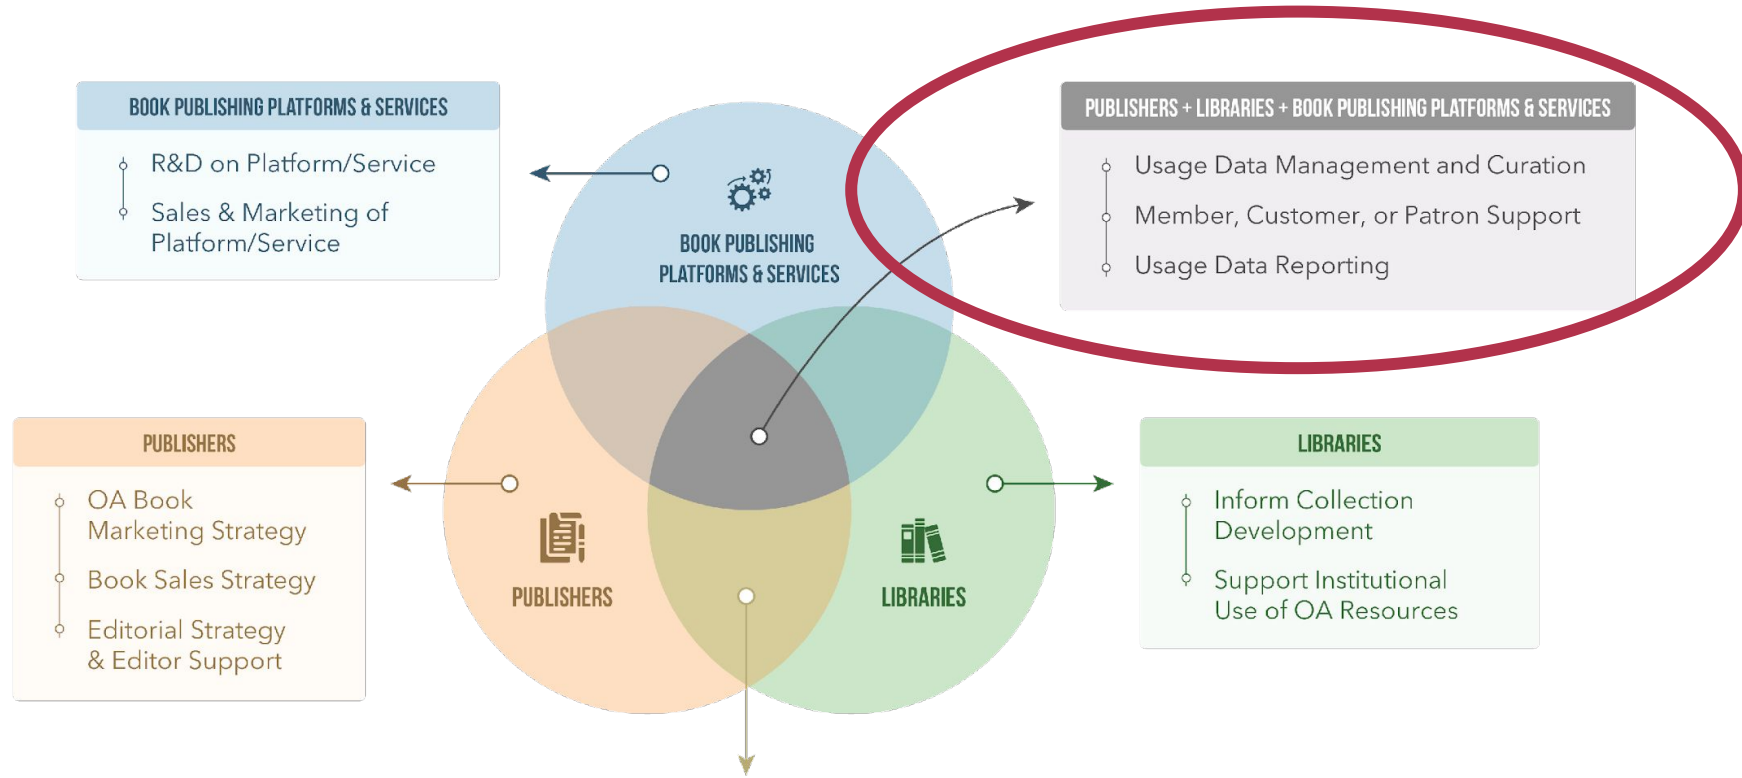 BOOK PUBLISHING PLATFORMS & SERVICES
R&D on Platform/Service
Sales & Marketing of
Platform/Service
PUBLISHERS + LIBRARIES + BOOK PUBLISHING PLATFORMS & SERVICES
Usage Data Management and Curation
Member, Customer, or Patron Support
Usage Data Reporting
BOOK PUBLISHING
PLATFORMS & SERVICES
PUBLISHERS
OA Book
Marketing Strategy
Book Sales Strategy
Editorial Strategy
& Editor Support
PUBLISHERS
LIBRARIES
LIBRARIES
Inform Collection
Development
Support Institutional
Use of OA Resources